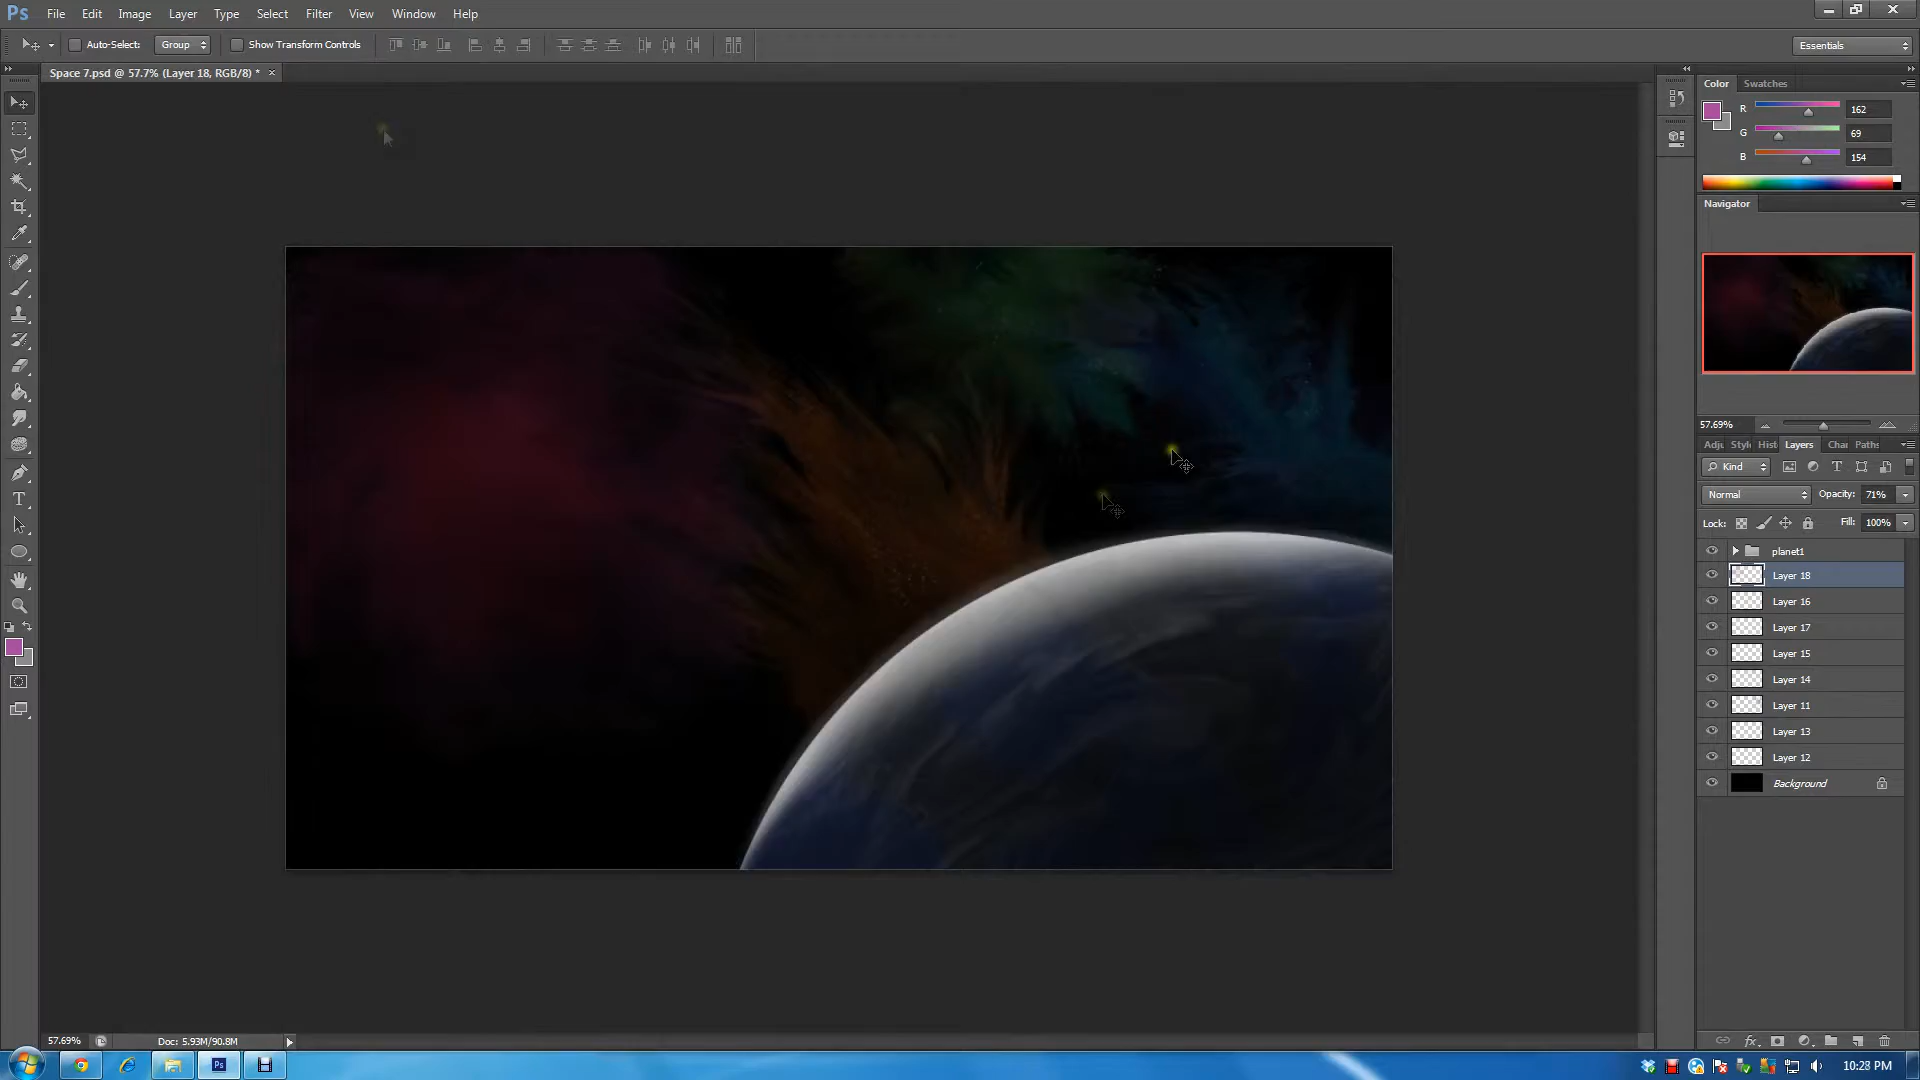 Ps File Edit Image Layer Type Select Filter View Window Help
Auto-Select: Group Show Transform Controls Essentials
Space 7.psd @ 57.7% (Layer 18, RGB/8) *
Color Swatches
R 162
G 69
B 154
Navigator
57.69%
Adju Style Hist Layers Char Paths
Kind
Normal Opacity: 71%
Lock: Fill: 100%
planet1
Layer 18
Layer 16
Layer 17
Layer 15
Layer 14
Layer 11
Layer 13
Layer 12
Background
57.69% Doc: 5.93M/90.8M
fx
Ps 10:28 PM